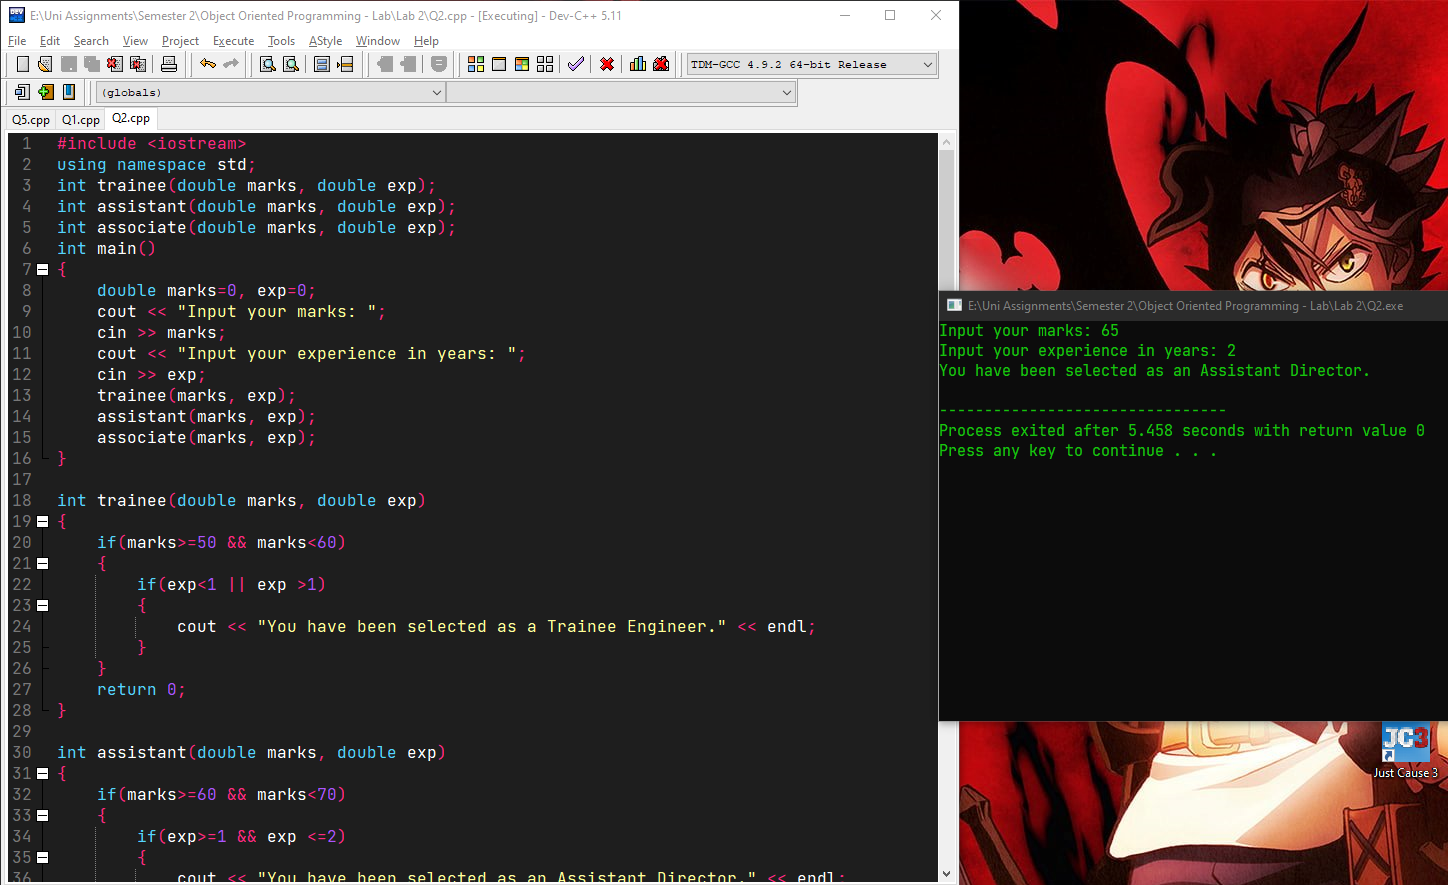 E:\Uni Assignments\Semester 2\Object Oriented Programming - Lab\Lab 2\Q2.cpp - [Executing] - Dev-C++ 5.11
File Edit Search View Project Execute Tools AStyle Window Help
TDM-GCC 4.9.2 64-bit Release
(globals)
Q5.cpp Q1.cpp Q2.cpp
1 #include <iostream>
2 using namespace std;
3 int trainee(double marks, double exp);
4 int assistant(double marks, double exp);
5 int associate(double marks, double exp);
6 int main()
7 {
8 double marks=0, exp=0;
9 cout << "Input your marks: ";
10 cin >> marks;
11 cout << "Input your experience in years: ";
12 cin >> exp;
13 trainee(marks, exp);
14 assistant(marks, exp);
15 associate(marks, exp);
16 }
17
18 int trainee(double marks, double exp)
19 {
20 if(marks>=50 && marks<60)
21 {
22 if(exp<1 || exp >1)
23 {
24 cout << "You have been selected as a Trainee Engineer." << endl;
25 }
26 }
27 return 0;
28 }
29
30 int assistant(double marks, double exp)
31 {
32 if(marks>=60 && marks<70)
33 {
34 if(exp>=1 && exp <=2)
35 {
36 cout << "You have been selected as an Assistant Director." << endl;
E:\Uni Assignments\Semester 2\Object Oriented Programming - Lab\Lab 2\Q2.exe
Input your marks: 65
Input your experience in years: 2
You have been selected as an Assistant Director.
--------------------------------
Process exited after 5.458 seconds with return value 0
Press any key to continue . . .
JC3
Just Cause 3